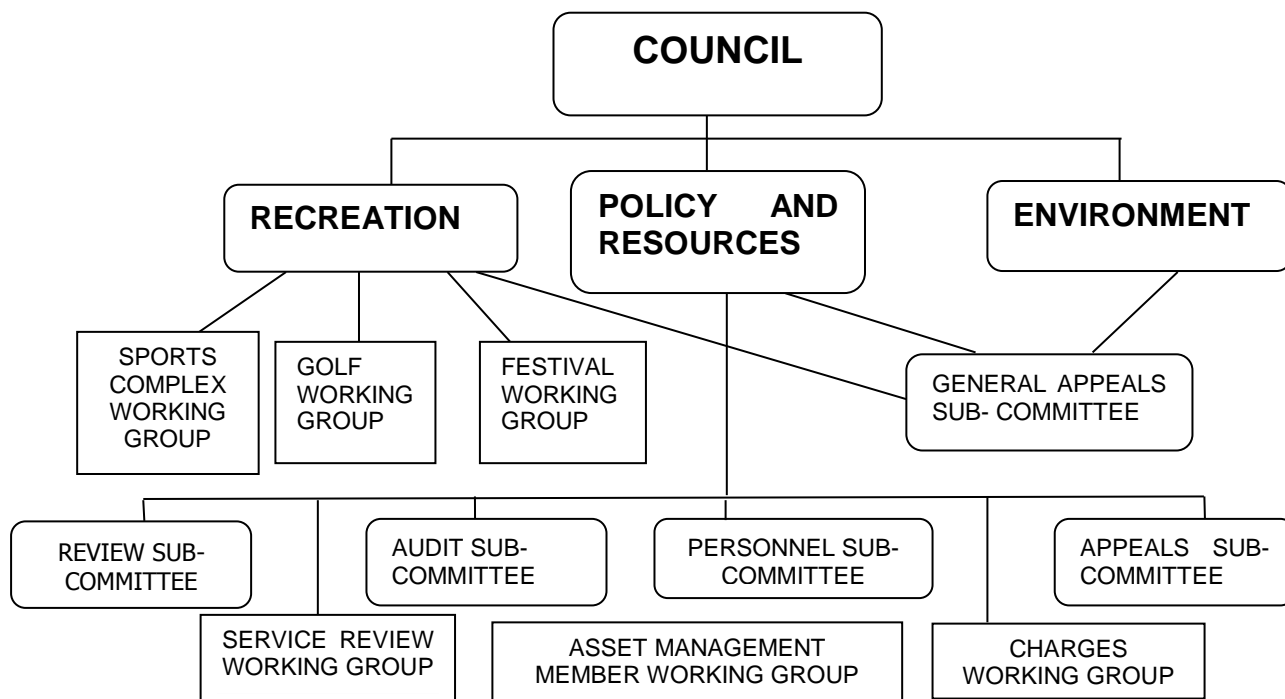 COUNCIL
RECREATION
POLICY AND
RESOURCES
ENVIRONMENT
SPORTS
COMPLEX
WORKING
GROUP
GOLF
WORKING
GROUP
FESTIVAL
WORKING
GROUP
GENERAL APPEALS
SUB- COMMITTEE
REVIEW SUB-
COMMITTEE
AUDIT SUB-
COMMITTEE
PERSONNEL SUB-
COMMITTEE
APPEALS SUB-
COMMITTEE
SERVICE REVIEW
WORKING GROUP
ASSET MANAGEMENT
MEMBER WORKING GROUP
CHARGES
WORKING GROUP